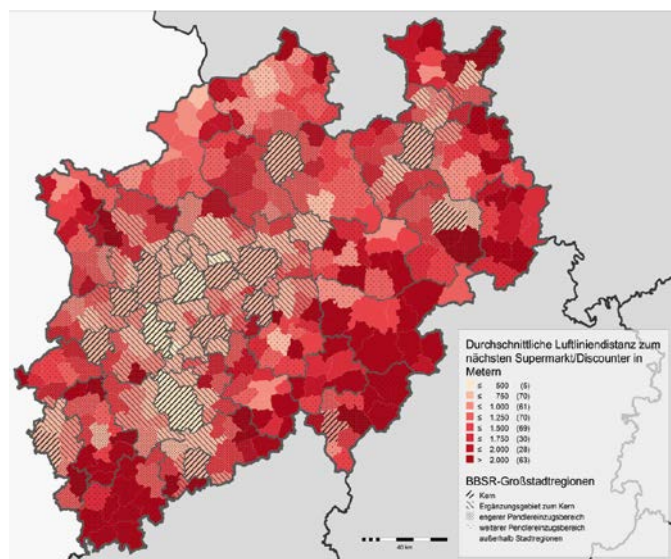 Durchschnittliche Luftliniendistanz zum
nächsten Supermarkt/Discounter in
Metern
≤ 500 (5)
≤ 750 (70)
≤ 1.000 (61)
≤ 1.250 (70)
≤ 1.500 (69)
≤ 1.750 (30)
≤ 2.000 (28)
> 2.000 (63)
BBSR-Großstadtregionen
Kern
Ergänzungsgebiet zum Kern
engerer Pendlereinzugsbereich
weiterer Pendlereinzugsbereich
außerhalb Stadtregionen
40 km